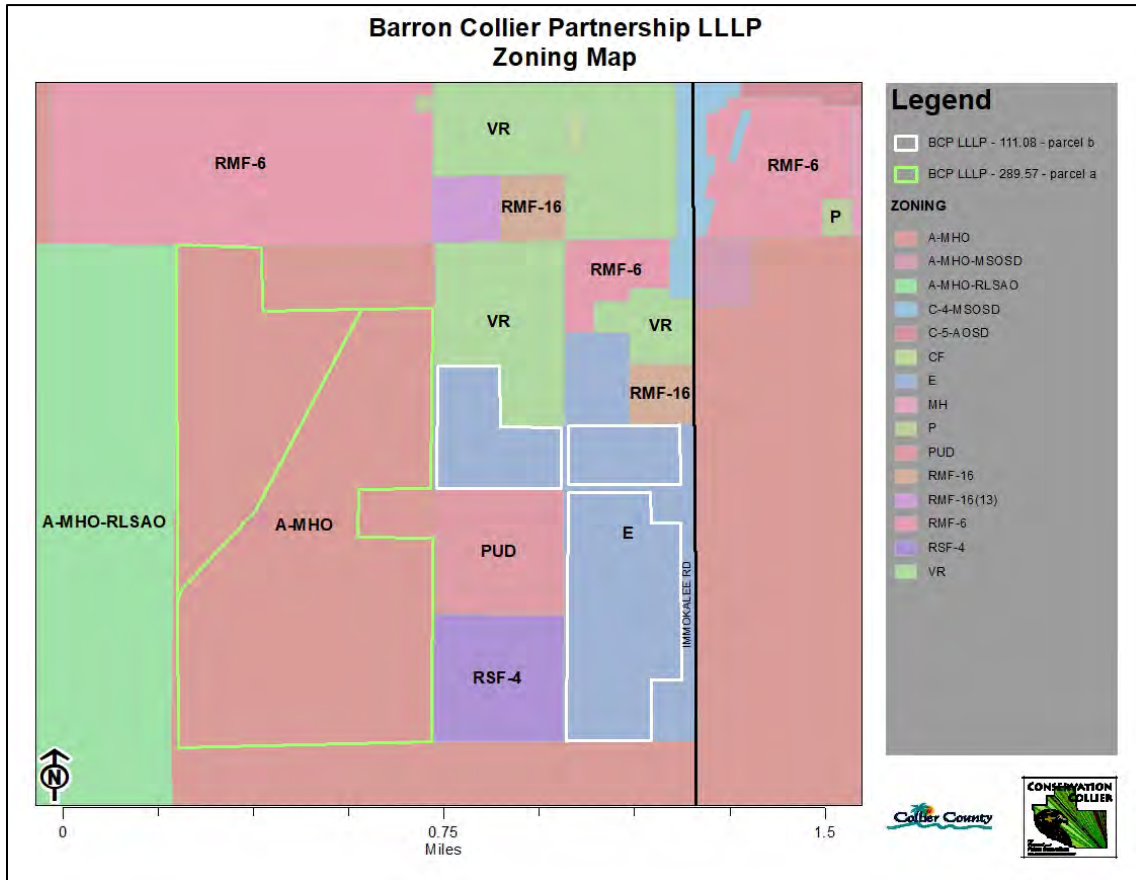 Barron Collier Partnership LLLP
Zoning Map
VR
RMF-6
RMF-6
RMF-16
P
RMF-6
VR
VR
RMF-16
A-MHO-RLSAO
A-MHO
E
PUD
IMMOKALEE RD
RSF-4
N
0
0.75
1.5
Miles
Legend
BCP LLLP - 111.08 - parcel b
BCP LLLP - 289.57 - parcel a
ZONING
A-MHO
A-MHO-MSOSD
A-MHO-RLSAO
C-4-MSOSD
C-5-AOSD
CF
E
MH
P
PUD
RMF-16
RMF-16(13)
RMF-6
RSF-4
VR
Collier County
CONSERVATION
COLLIER